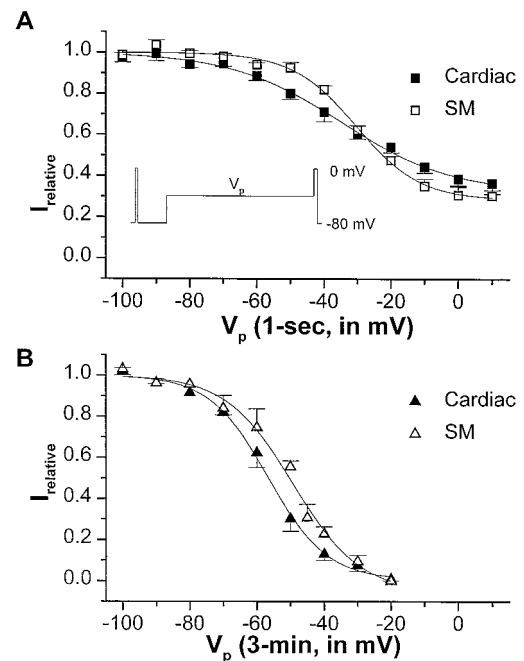 A
1.0
0.8
0.6
0.4
0.2
0.0
I relative
Cardiac
SM
Vp
0 mV
-80 mV
-100 -80 -60 -40 -20 0
Vp (1-sec, in mV)
B
1.0
0.8
0.6
0.4
0.2
0.0
I relative
Cardiac
SM
-100 -80 -60 -40 -20 0
Vp (3-min, in mV)